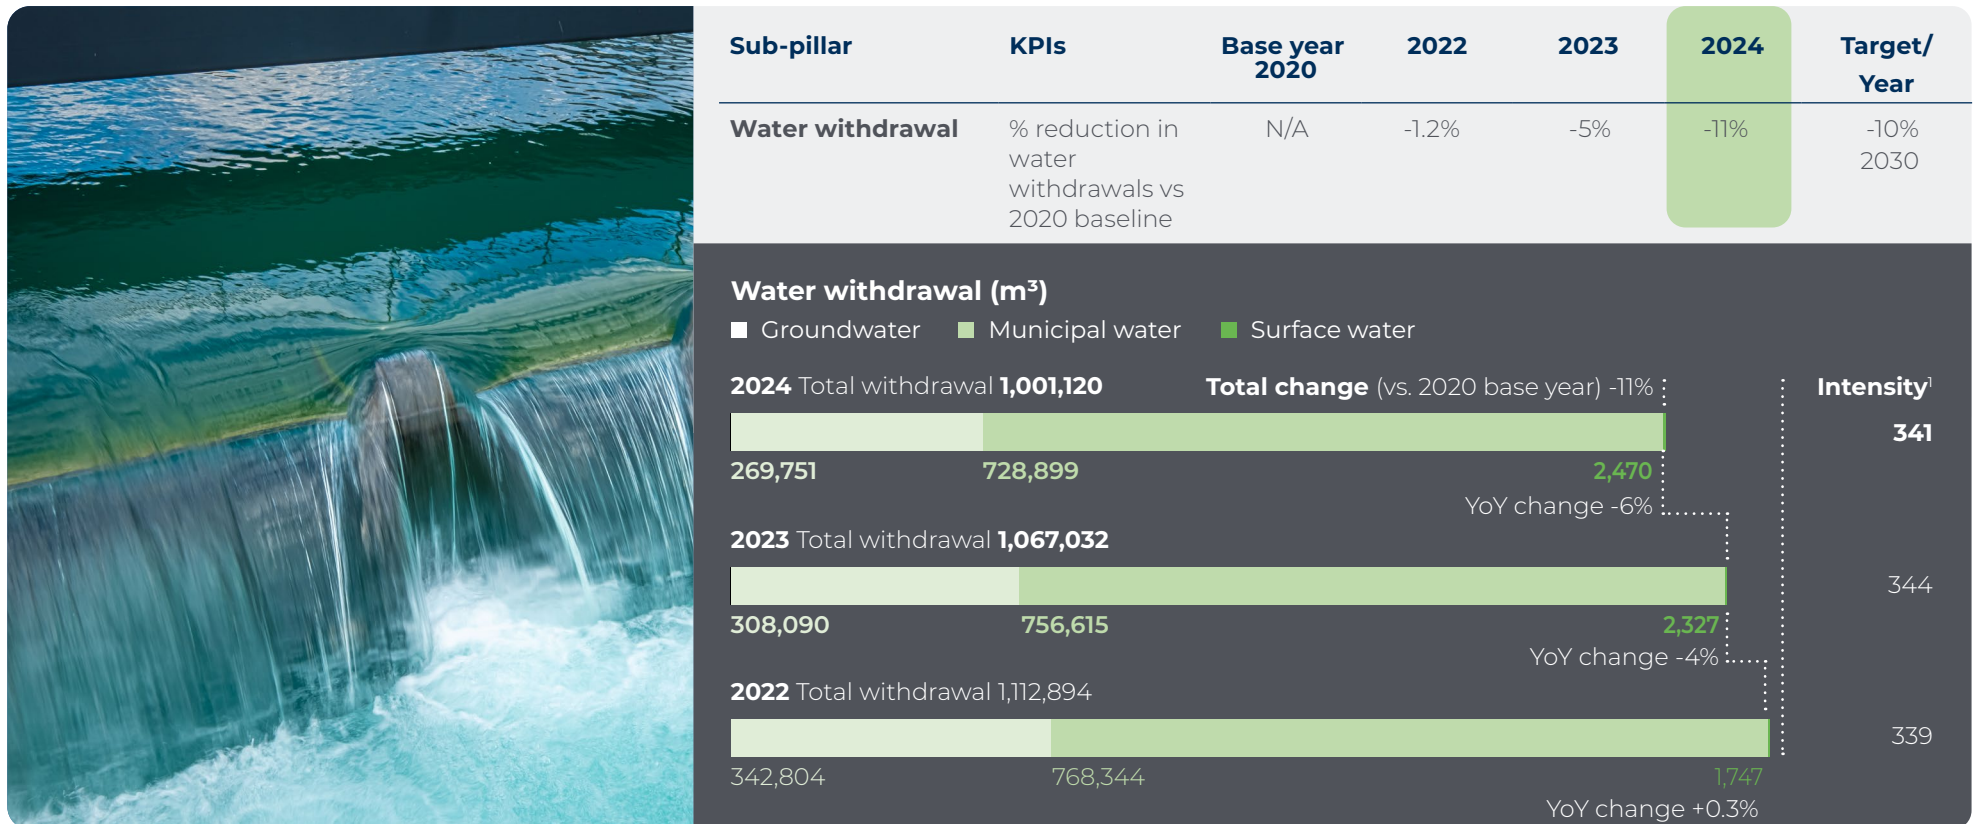 Sub-pillar KPIs Base year 2020 2022 2023 2024 Target/ Year
Water withdrawal % reduction in water withdrawals vs 2020 baseline N/A -1.2% -5% -11% -10% 2030
Water withdrawal (m³)
Groundwater Municipal water Surface water
2024 Total withdrawal 1,001,120 Total change (vs. 2020 base year) -11% Intensity¹
341
269,751 728,899 2,470
YoY change -6%
2023 Total withdrawal 1,067,032
344
308,090 756,615 2,327
YoY change -4%
2022 Total withdrawal 1,112,894
339
342,804 768,344 1,747
YoY change +0.3%